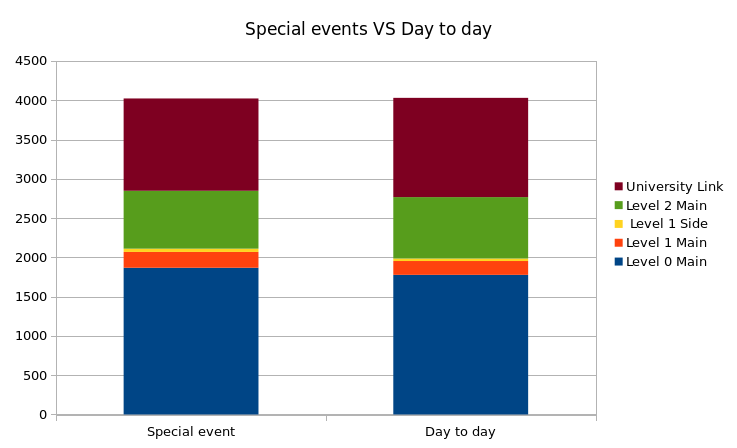 Special events VS Day to day
4500
4000
3500
3000
2500
2000
1500
1000
500
0
Special event
Day to day
University Link
Level 2 Main
Level 1 Side
Level 1 Main
Level 0 Main